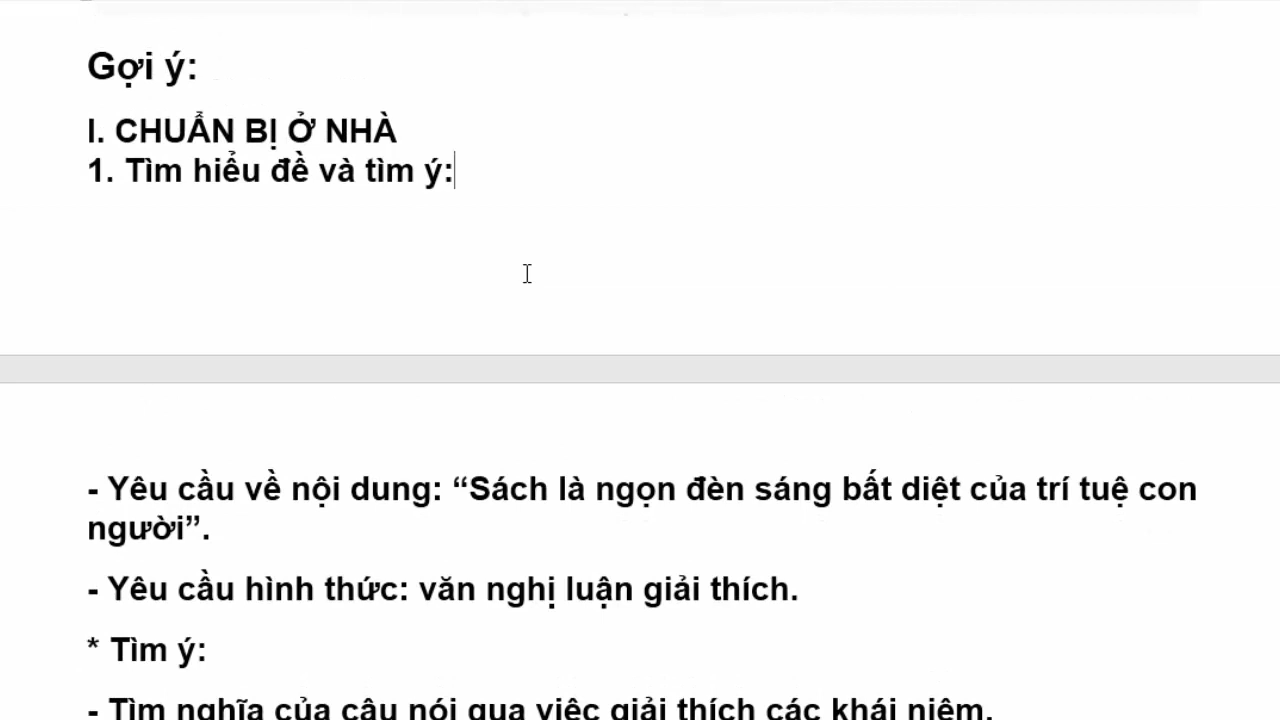 Gợi ý:
I. CHUẨN BỊ Ở NHÀ
1. Tìm hiểu đề và tìm ý:
- Yêu cầu về nội dung: “Sách là ngọn đèn sáng bất diệt của trí tuệ con
người”.
- Yêu cầu hình thức: văn nghị luận giải thích.
* Tìm ý:
- Tìm nghĩa của câu nói qua việc giải thích các khái niệm.